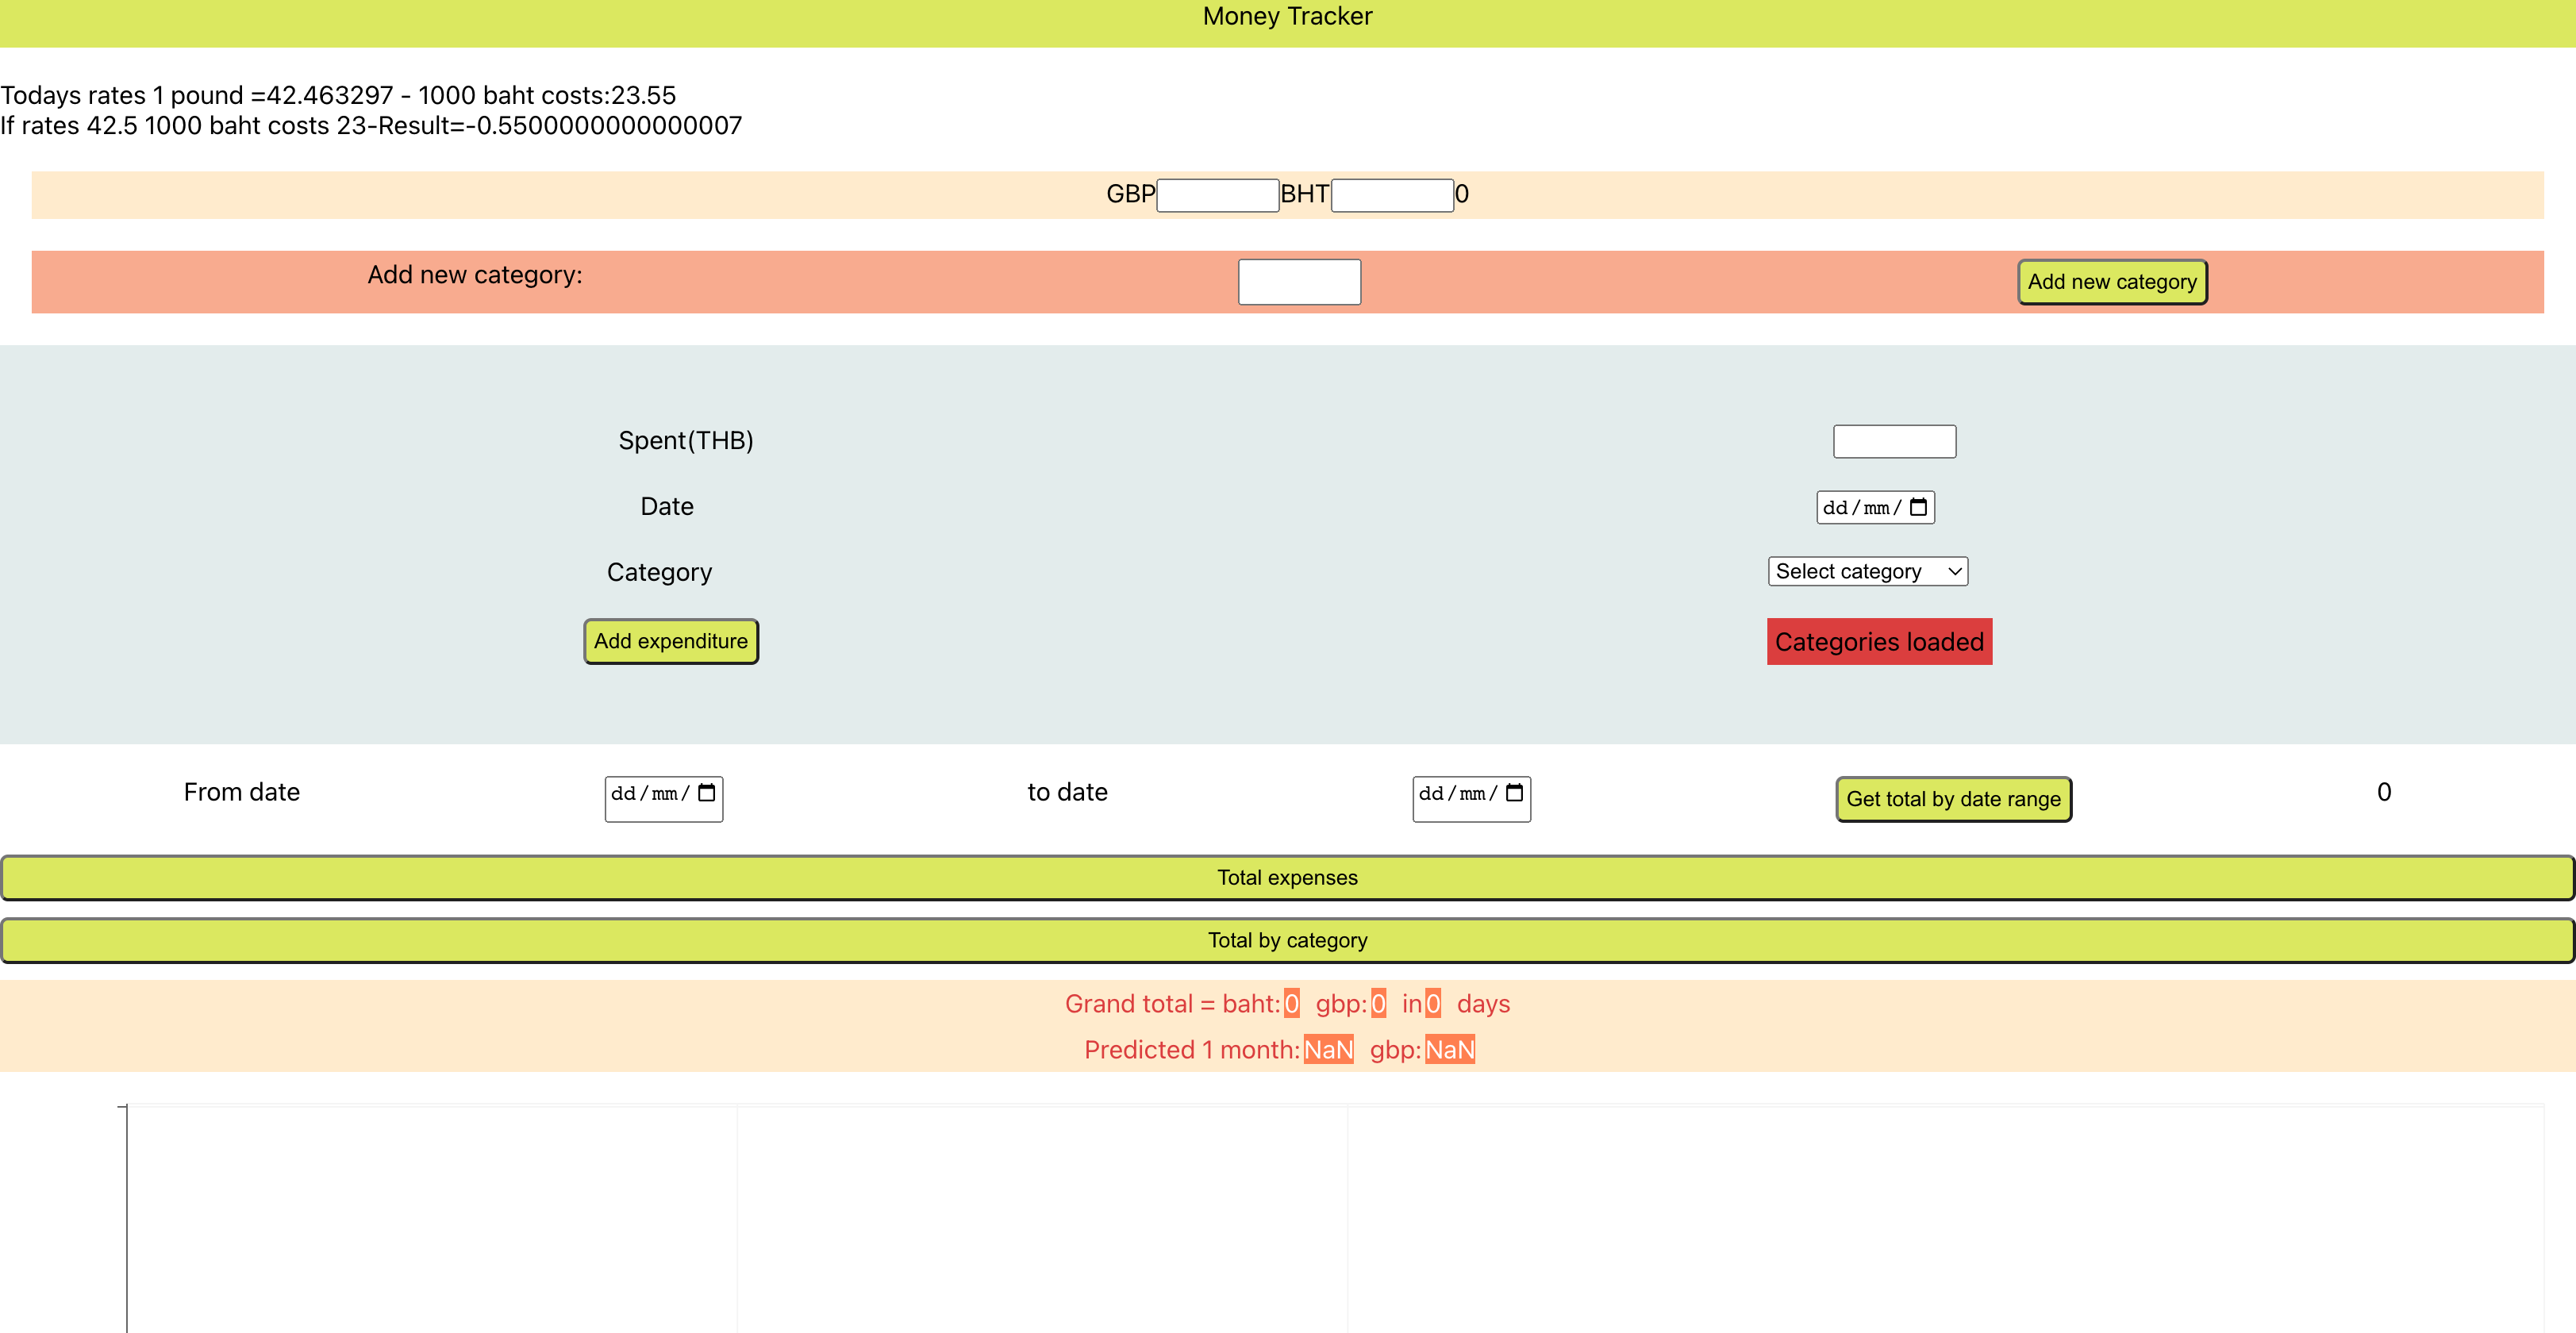 Money Tracker
Todays rates 1 pound =42.463297 - 1000 baht costs:23.55
If rates 42.5 1000 baht costs 23-Result=-0.5500000000000007
GBP BHT 0
Add new category: Add new category
Spent(THB)
Date dd/mm/
Category Select category
Add expenditure Categories loaded
From date dd/mm/ to date dd/mm/ Get total by date range 0
Total expenses
Total by category
Grand total = baht:0 gbp:0 in0 days
Predicted 1 month:NaN gbp:NaN